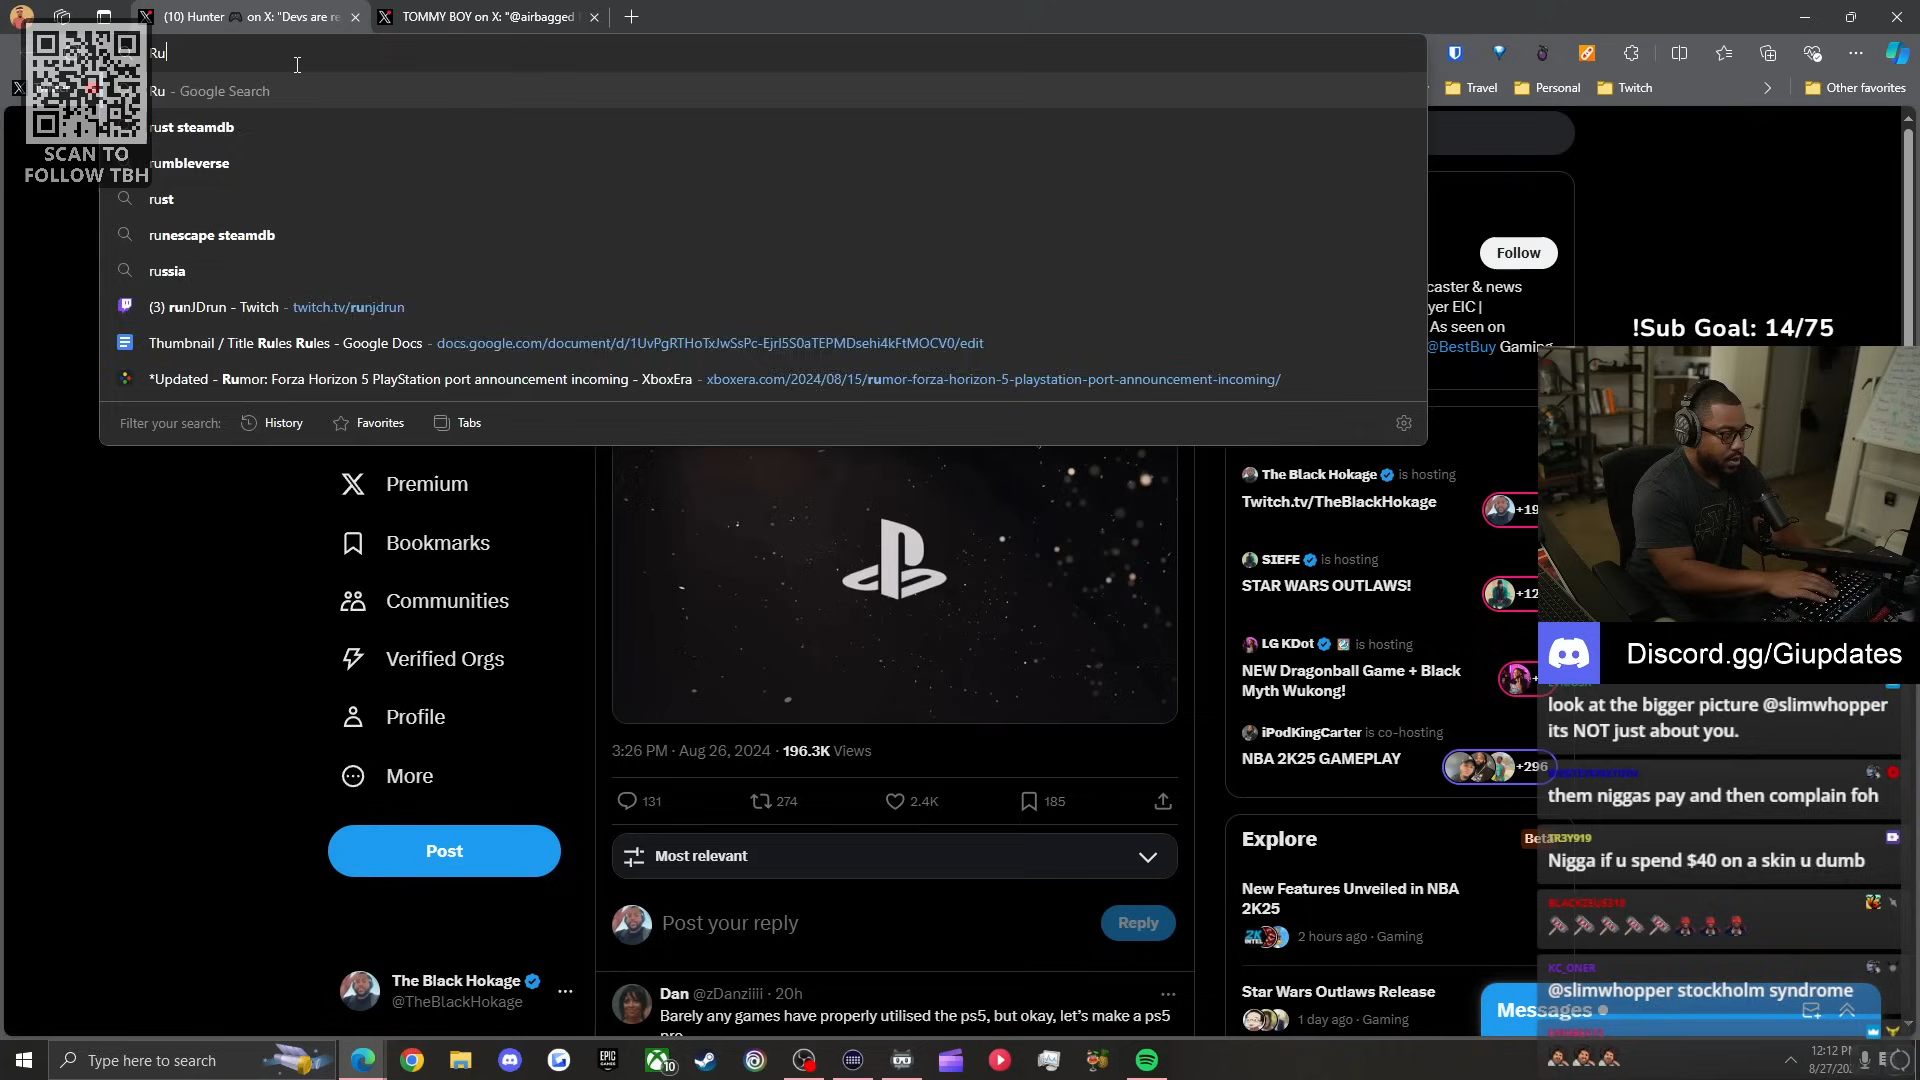 (10) Hunter 🎮 on X: "Devs are re
TOMMY BOY on X: "@airbagged
Ru
Ru - Google Search
rust steamdb
rumbleverse
rust
runescape steamdb
russia
(3) runJDrun - Twitch - twitch.tv/runjdrun
Thumbnail / Title Rules Rules - Google Docs - docs.google.com/document/d/1UvPgRTHoTxJwSsPc-EjrI5S0aTEPMDsehi4kFtMOCV0/edit
*Updated - Rumor: Forza Horizon 5 PlayStation port announcement incoming - XboxEra - xboxera.com/2024/08/15/rumor-forza-horizon-5-playstation-port-announcement-incoming/
Filter your search: History Favorites Tabs
SCAN TO
FOLLOW TBH
Travel Personal Twitch Other favorites
Follow
caster & news
yer EIC |
As seen on
@BestBuy Gaming
!Sub Goal: 14/75
Premium
Bookmarks
Communities
Verified Orgs
Profile
More
Post
The Black Hokage
@TheBlackHokage
3:26 PM · Aug 26, 2024 · 196.3K Views
131 274 2.4K 185
Most relevant
Post your reply
Reply
Dan @zDanziiii · 20h
Barely any games have properly utilised the ps5, but okay, let's make a ps5
pro
The Black Hokage is hosting
Twitch.tv/TheBlackHokage
+19
SIEFE is hosting
STAR WARS OUTLAWS!
+12
LG KDot is hosting
NEW Dragonball Game + Black
Myth Wukong!
iPodKingCarter is co-hosting
NBA 2K25 GAMEPLAY
+296
Explore
Beta
New Features Unveiled in NBA
2K25
2 hours ago · Gaming
Star Wars Outlaws Release
1 day ago · Gaming
Messages
Discord.gg/Giupdates
look at the bigger picture @slimwhopper
its NOT just about you.
them niggas pay and then complain foh
TR3Y919
Nigga if u spend $40 on a skin u dumb
BLACKZEUS310
KC_ONER
@slimwhopper stockholm syndrome
Type here to search
EPIC
GAMES
10
12:12 P
8/27/20